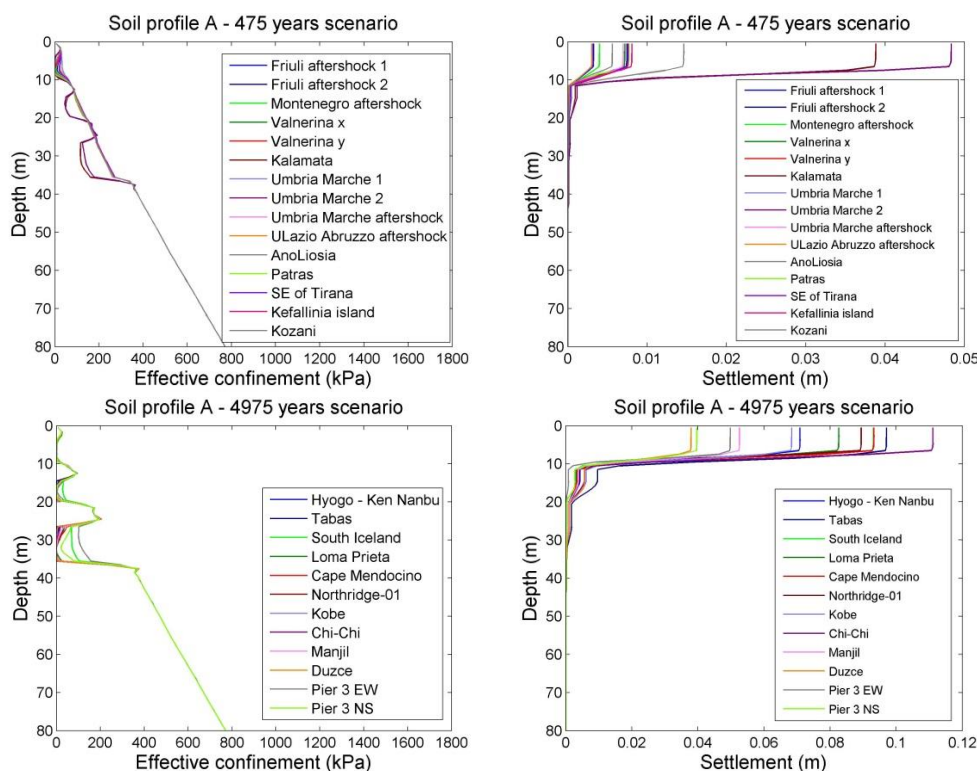 Soil profile A - 475 years scenario
0
10
20
30
40
50
60
70
80
Depth (m)
Friuli aftershock 1
Friuli aftershock 2
Montenegro aftershock
Valnerina x
Valnerina y
Kalamata
Umbria Marche 1
Umbria Marche 2
Umbria Marche aftershock
ULazio Abruzzo aftershock
AnoLiosia
Patras
SE of Tirana
Kefallinia island
Kozani
0 200 400 600 800 1000 1200 1400 1600 1800
Effective confinement (kPa)
Soil profile A - 475 years scenario
0
10
20
30
40
50
60
70
80
Depth (m)
Friuli aftershock 1
Friuli aftershock 2
Montenegro aftershock
Valnerina x
Valnerina y
Kalamata
Umbria Marche 1
Umbria Marche 2
Umbria Marche aftershock
ULazio Abruzzo aftershock
AnoLiosia
Patras
SE of Tirana
Kefallinia island
Kozani
0 0.01 0.02 0.03 0.04 0.05
Settlement (m)
Soil profile A - 4975 years scenario
0
10
20
30
40
50
60
70
80
Depth (m)
Hyogo - Ken Nanbu
Tabas
South Iceland
Loma Prieta
Cape Mendocino
Northridge-01
Kobe
Chi-Chi
Manjil
Duzce
Pier 3 EW
Pier 3 NS
0 200 400 600 800 1000 1200 1400 1600 1800
Effective confinement (kPa)
Soil profile A - 4975 years scenario
0
10
20
30
40
50
60
70
80
Depth (m)
Hyogo - Ken Nanbu
Tabas
South Iceland
Loma Prieta
Cape Mendocino
Northridge-01
Kobe
Chi-Chi
Manjil
Duzce
Pier 3 EW
Pier 3 NS
0 0.02 0.04 0.06 0.08 0.1 0.12
Settlement (m)